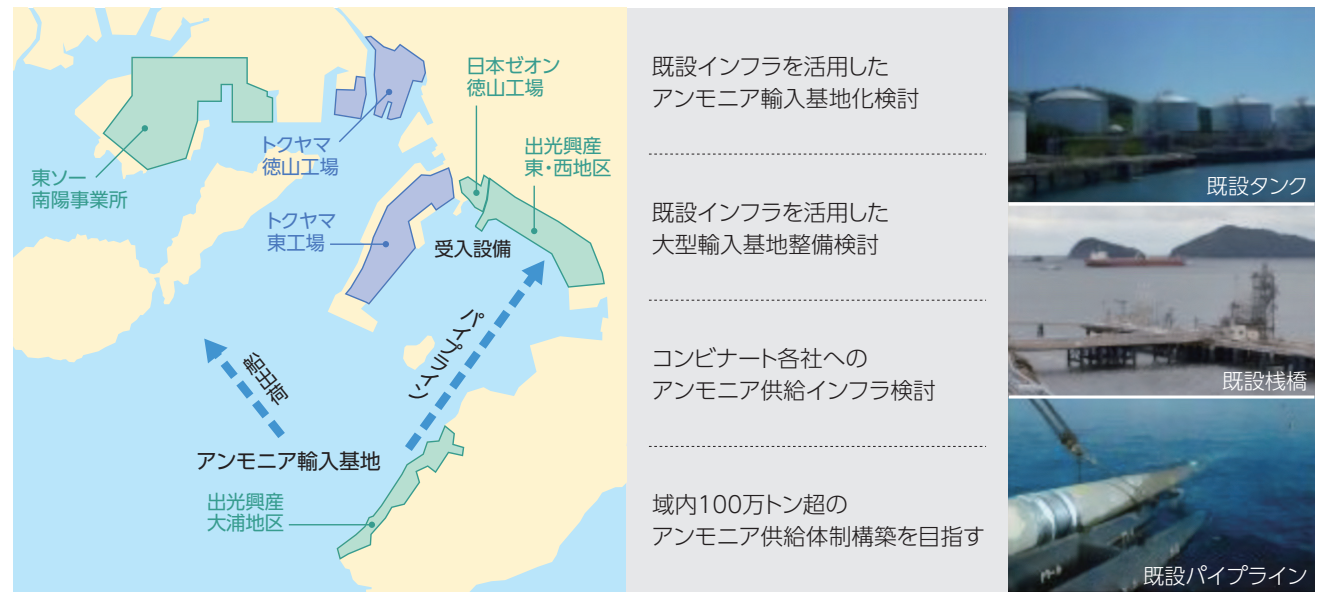 日本ゼオン
徳山工場
トクヤマ
徳山工場
出光興産
東・西地区
東ソー
南陽事業所
トクヤマ
東工場
受入設備
パイプライン
船出荷
アンモニア輸入基地
出光興産
大浦地区
既設インフラを活用した
アンモニア輸入基地化検討
既設インフラを活用した
大型輸入基地整備検討
コンビナート各社への
アンモニア供給インフラ検討
域内100万トン超の
アンモニア供給体制構築を目指す
既設タンク
既設桟橋
既設パイプライン